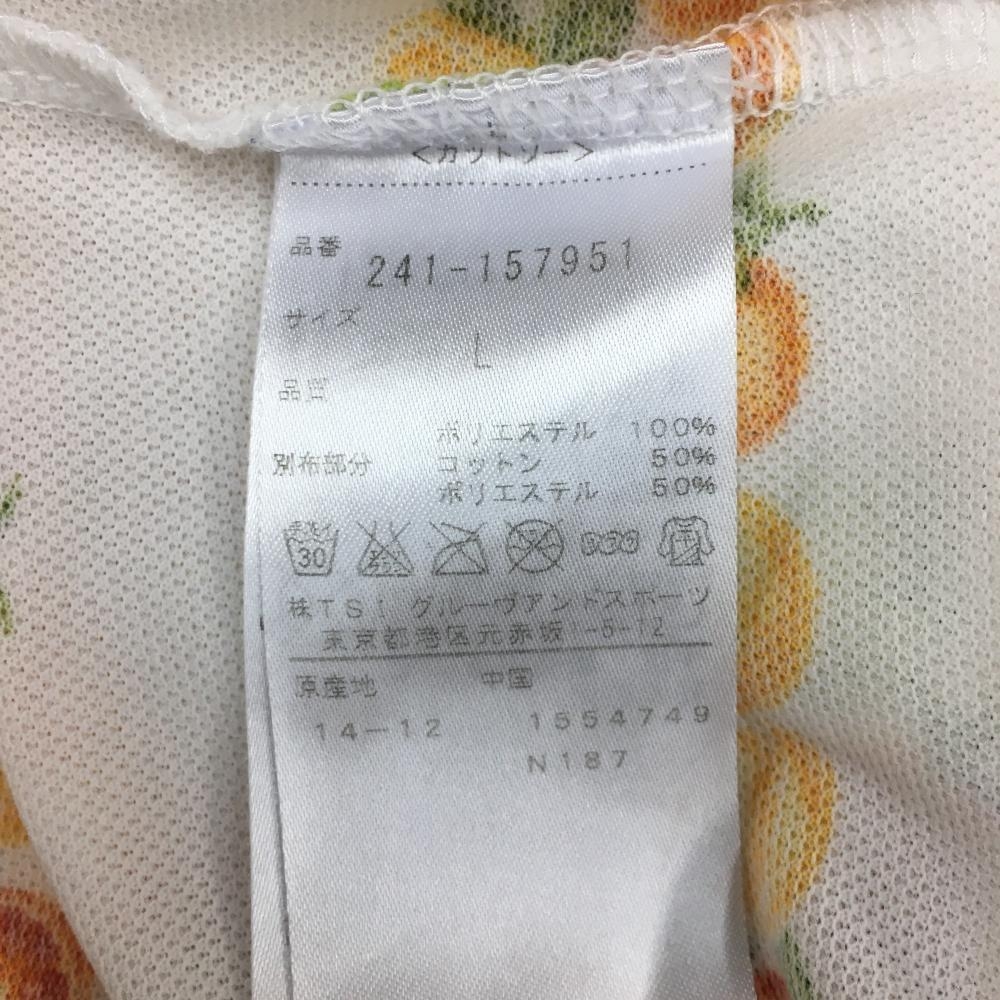 <カットソー>
品番 241-157951
サイズ
L
品質
ポリエステル 100%
別布部分 コットン 50%
ポリエステル 50%
30
株TSI グルーヴアンドスポーツ
東京都港区元赤坂1-5-12
原産地 中国
14-12 1554749
N187